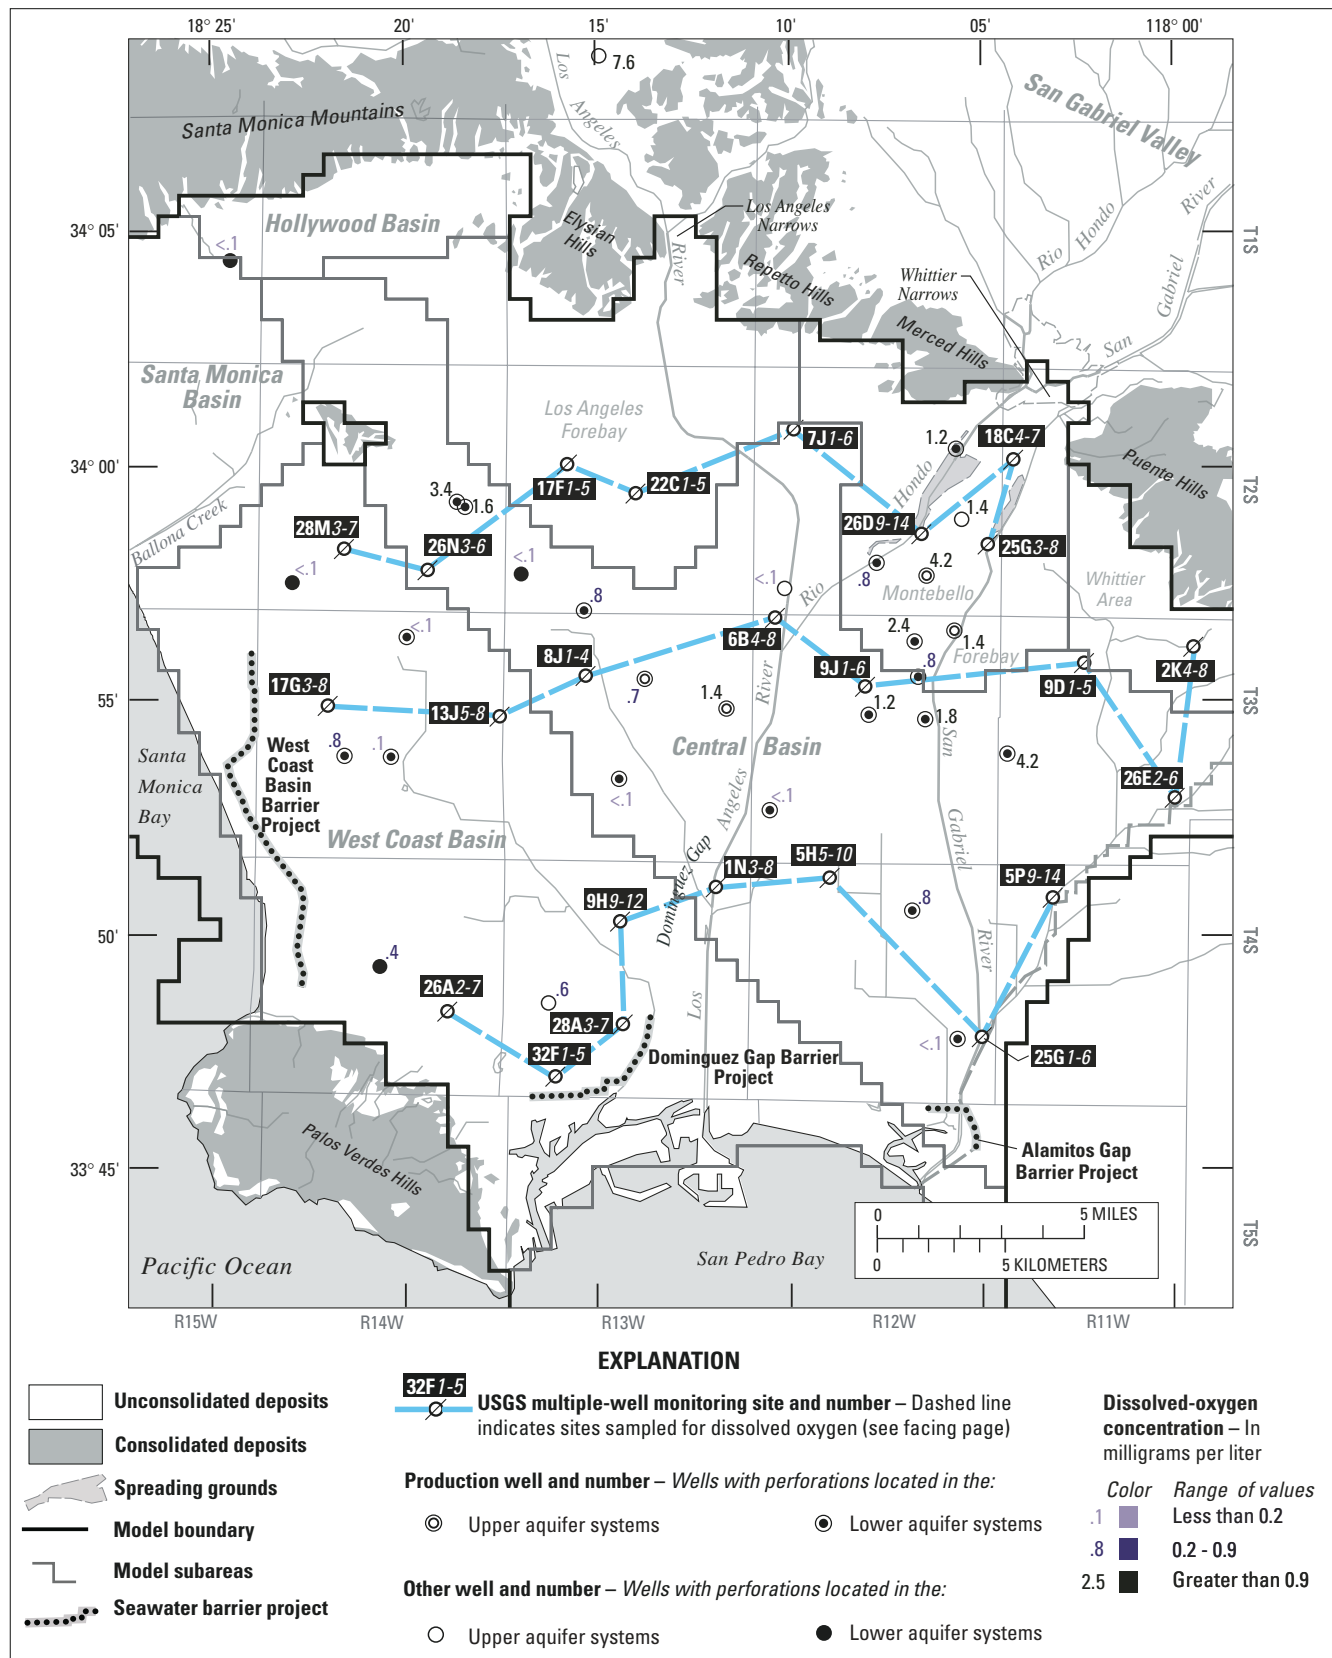 18° 25'
20'
15'
10'
05'
118° 00'
7.6
Los
Angeles
River
Santa Monica Mountains
San Gabriel Valley
Hollywood Basin
Elysian
Hills
Los Angeles
Narrows
Repetto Hills
Rio
Hondo
San
Gabriel
River
Whittier
Narrows
Merced Hills
34° 05'
T1S
<.1
Santa Monica
Basin
Los Angeles
Forebay
Puente Hills
7J1-6
18C4-7
1.2
34° 00'
17F1-5
22C1-5
3.4
1.6
Hondo
T2S
Ballona Creek
28M3-7
26N3-6
26D9-14
1.4
25G3-8
<.1
<.1
.8
<.1
.8
4.2
Rio
Montebello
Whittier
Area
<.1
6B4-8
2.4
1.4
Forebay
8J1-4
9J1-6
.8
9D1-5
2K4-8
17G3-8
.7
1.4
River
1.2
1.8
55'
T3S
13J5-8
Santa
Monica
Bay
West
Coast
Basin
Barrier
Project
.8
.1
Central Basin
San
4.2
26E2-6
<.1
<.1
Angeles
West Coast Basin
Gabriel
Dominguez Gap
1N3-8
5H5-10
5P9-14
9H9-12
.8
50'
River
T4S
.4
26A2-7
.6
28A3-7
Los
<.1
32F1-5
Dominguez Gap Barrier
Project
25G1-6
Palos Verdes Hills
33° 45'
Alamitos Gap
Barrier Project
0
5 MILES
0
5 KILOMETERS
T5S
Pacific Ocean
San Pedro Bay
R15W
R14W
R13W
R12W
R11W
EXPLANATION
Unconsolidated deposits
Consolidated deposits
Spreading grounds
Model boundary
Model subareas
Seawater barrier project
32F1-5
USGS multiple-well monitoring site and number – Dashed line
indicates sites sampled for dissolved oxygen (see facing page)
Production well and number – Wells with perforations located in the:
Upper aquifer systems
Lower aquifer systems
Other well and number – Wells with perforations located in the:
Upper aquifer systems
Lower aquifer systems
Dissolved-oxygen
concentration – In
milligrams per liter
Color Range of values
.1 Less than 0.2
.8 0.2 - 0.9
2.5 Greater than 0.9